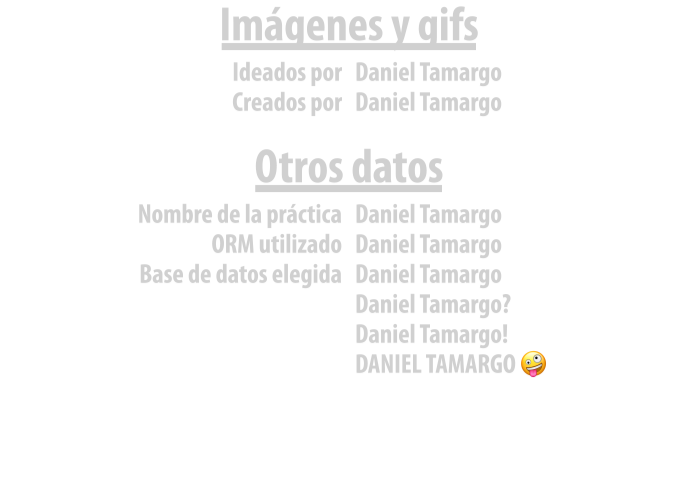 Imágenes y gifs
Ideados por Daniel Tamargo
Creados por Daniel Tamargo
Otros datos
Nombre de la práctica Daniel Tamargo
ORM utilizado Daniel Tamargo
Base de datos elegida Daniel Tamargo
Daniel Tamargo?
Daniel Tamargo!
DANIEL TAMARGO 🤪